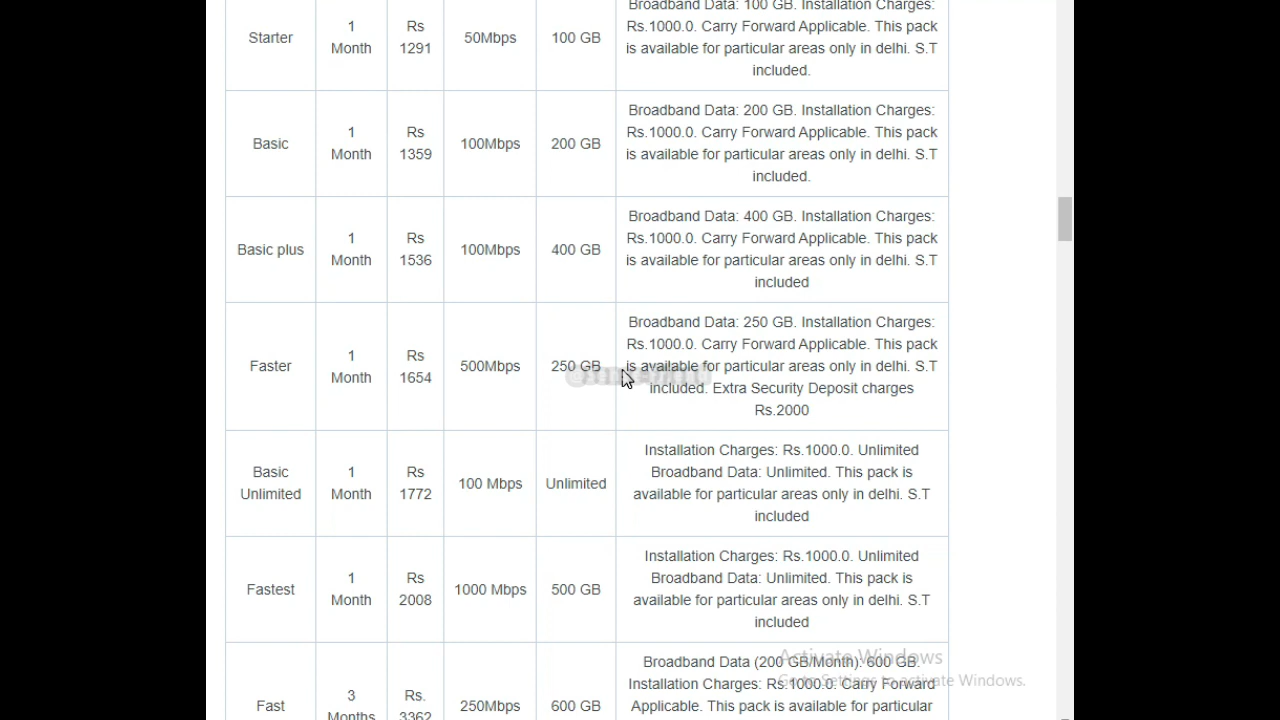 Broadband Data: 100 GB. Installation Charges:
Starter
1
Month
Rs
1291
50Mbps
100 GB
Rs.1000.0. Carry Forward Applicable. This pack
is available for particular areas only in delhi. S.T
included.
Basic
1
Month
Rs
1359
100Mbps
200 GB
Broadband Data: 200 GB. Installation Charges:
Rs.1000.0. Carry Forward Applicable. This pack
is available for particular areas only in delhi. S.T
included.
Basic plus
1
Month
Rs
1536
100Mbps
400 GB
Broadband Data: 400 GB. Installation Charges:
Rs.1000.0. Carry Forward Applicable. This pack
is available for particular areas only in delhi. S.T
included
Faster
1
Month
Rs
1654
500Mbps
250 GB
Broadband Data: 250 GB. Installation Charges:
Rs.1000.0. Carry Forward Applicable. This pack
is available for particular areas only in delhi. S.T
included. Extra Security Deposit charges
Rs.2000
Basic
Unlimited
1
Month
Rs
1772
100 Mbps
Unlimited
Installation Charges: Rs.1000.0. Unlimited
Broadband Data: Unlimited. This pack is
available for particular areas only in delhi. S.T
included
Fastest
1
Month
Rs
2008
1000 Mbps
500 GB
Installation Charges: Rs.1000.0. Unlimited
Broadband Data: Unlimited. This pack is
available for particular areas only in delhi. S.T
included
Fast
3
Months
Rs.
3362
250Mbps
600 GB
Broadband Data (200 GB/Month): 600 GB.
Installation Charges: Rs.1000.0. Carry Forward
Applicable. This pack is available for particular
Activate Windows
Go to Settings to activate Windows.